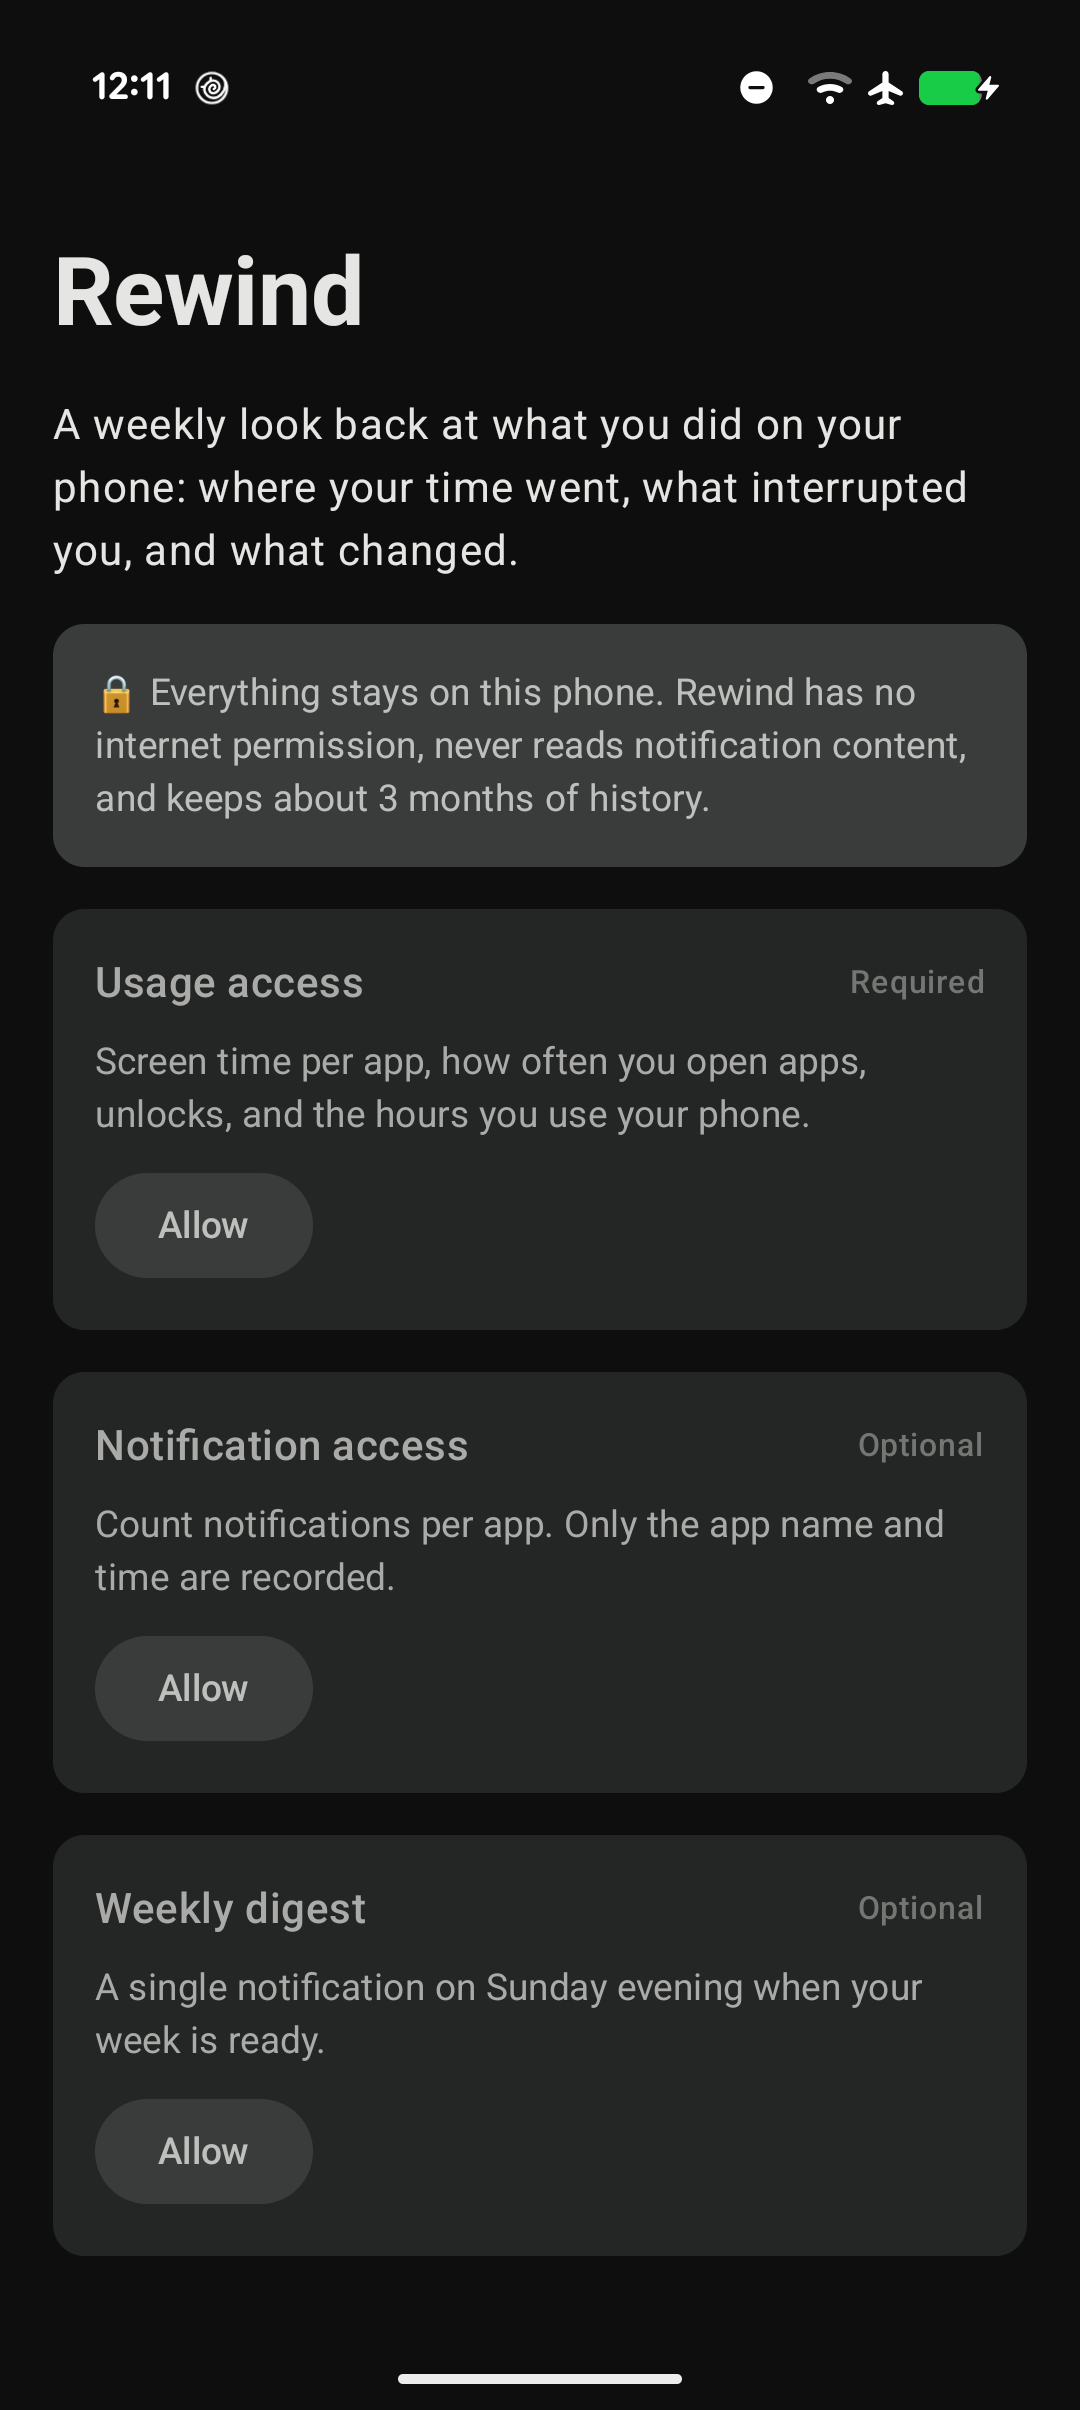 12:11
Rewind
A weekly look back at what you did on your
phone: where your time went, what interrupted
you, and what changed.
🔒 Everything stays on this phone. Rewind has no
internet permission, never reads notification content,
and keeps about 3 months of history.
Usage access
Required
Screen time per app, how often you open apps,
unlocks, and the hours you use your phone.
Allow
Notification access
Optional
Count notifications per app. Only the app name and
time are recorded.
Allow
Weekly digest
Optional
A single notification on Sunday evening when your
week is ready.
Allow